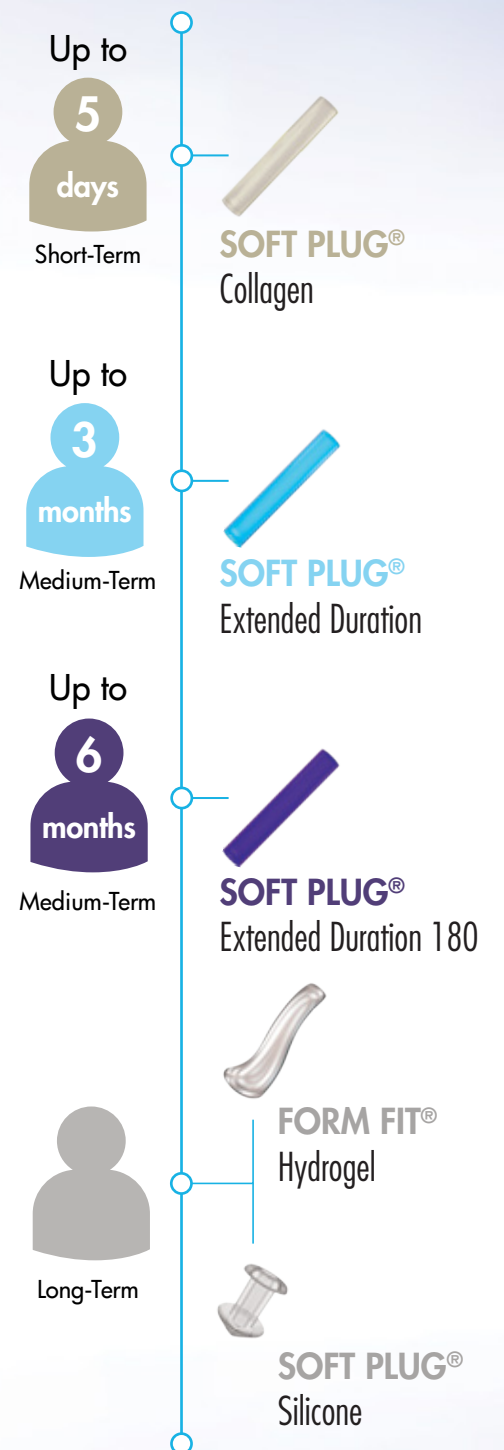 Up to
5
days
Short-Term
SOFT PLUG®
Collagen
Up to
3
months
Medium-Term
SOFT PLUG®
Extended Duration
Up to
6
months
Medium-Term
SOFT PLUG®
Extended Duration 180
FORM FIT®
Hydrogel
Long-Term
SOFT PLUG®
Silicone